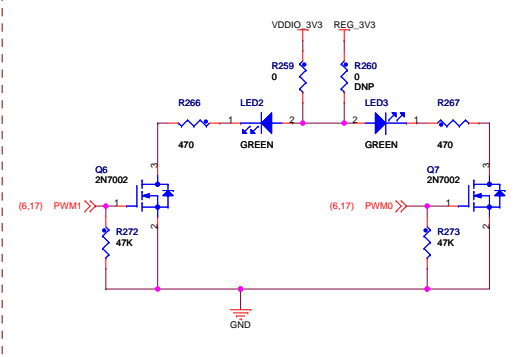 VDDIO_3V3 REG_3V3
R259
0
R260
0
DNP
R266
470
LED2
1 2
GREEN
LED3
2 1
GREEN
R267
470
Q6
2N7002
3
1
2
(6,17) PWM1
R272
47K
Q7
2N7002
3
1
2
(6,17) PWM0
R273
47K
GND